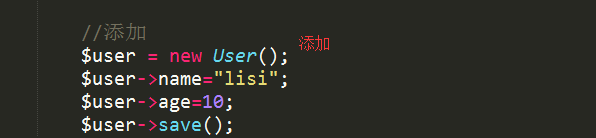 //添加
$user = new User(); 添加
$user->name="lisi";
$user->age=10;
$user->save();